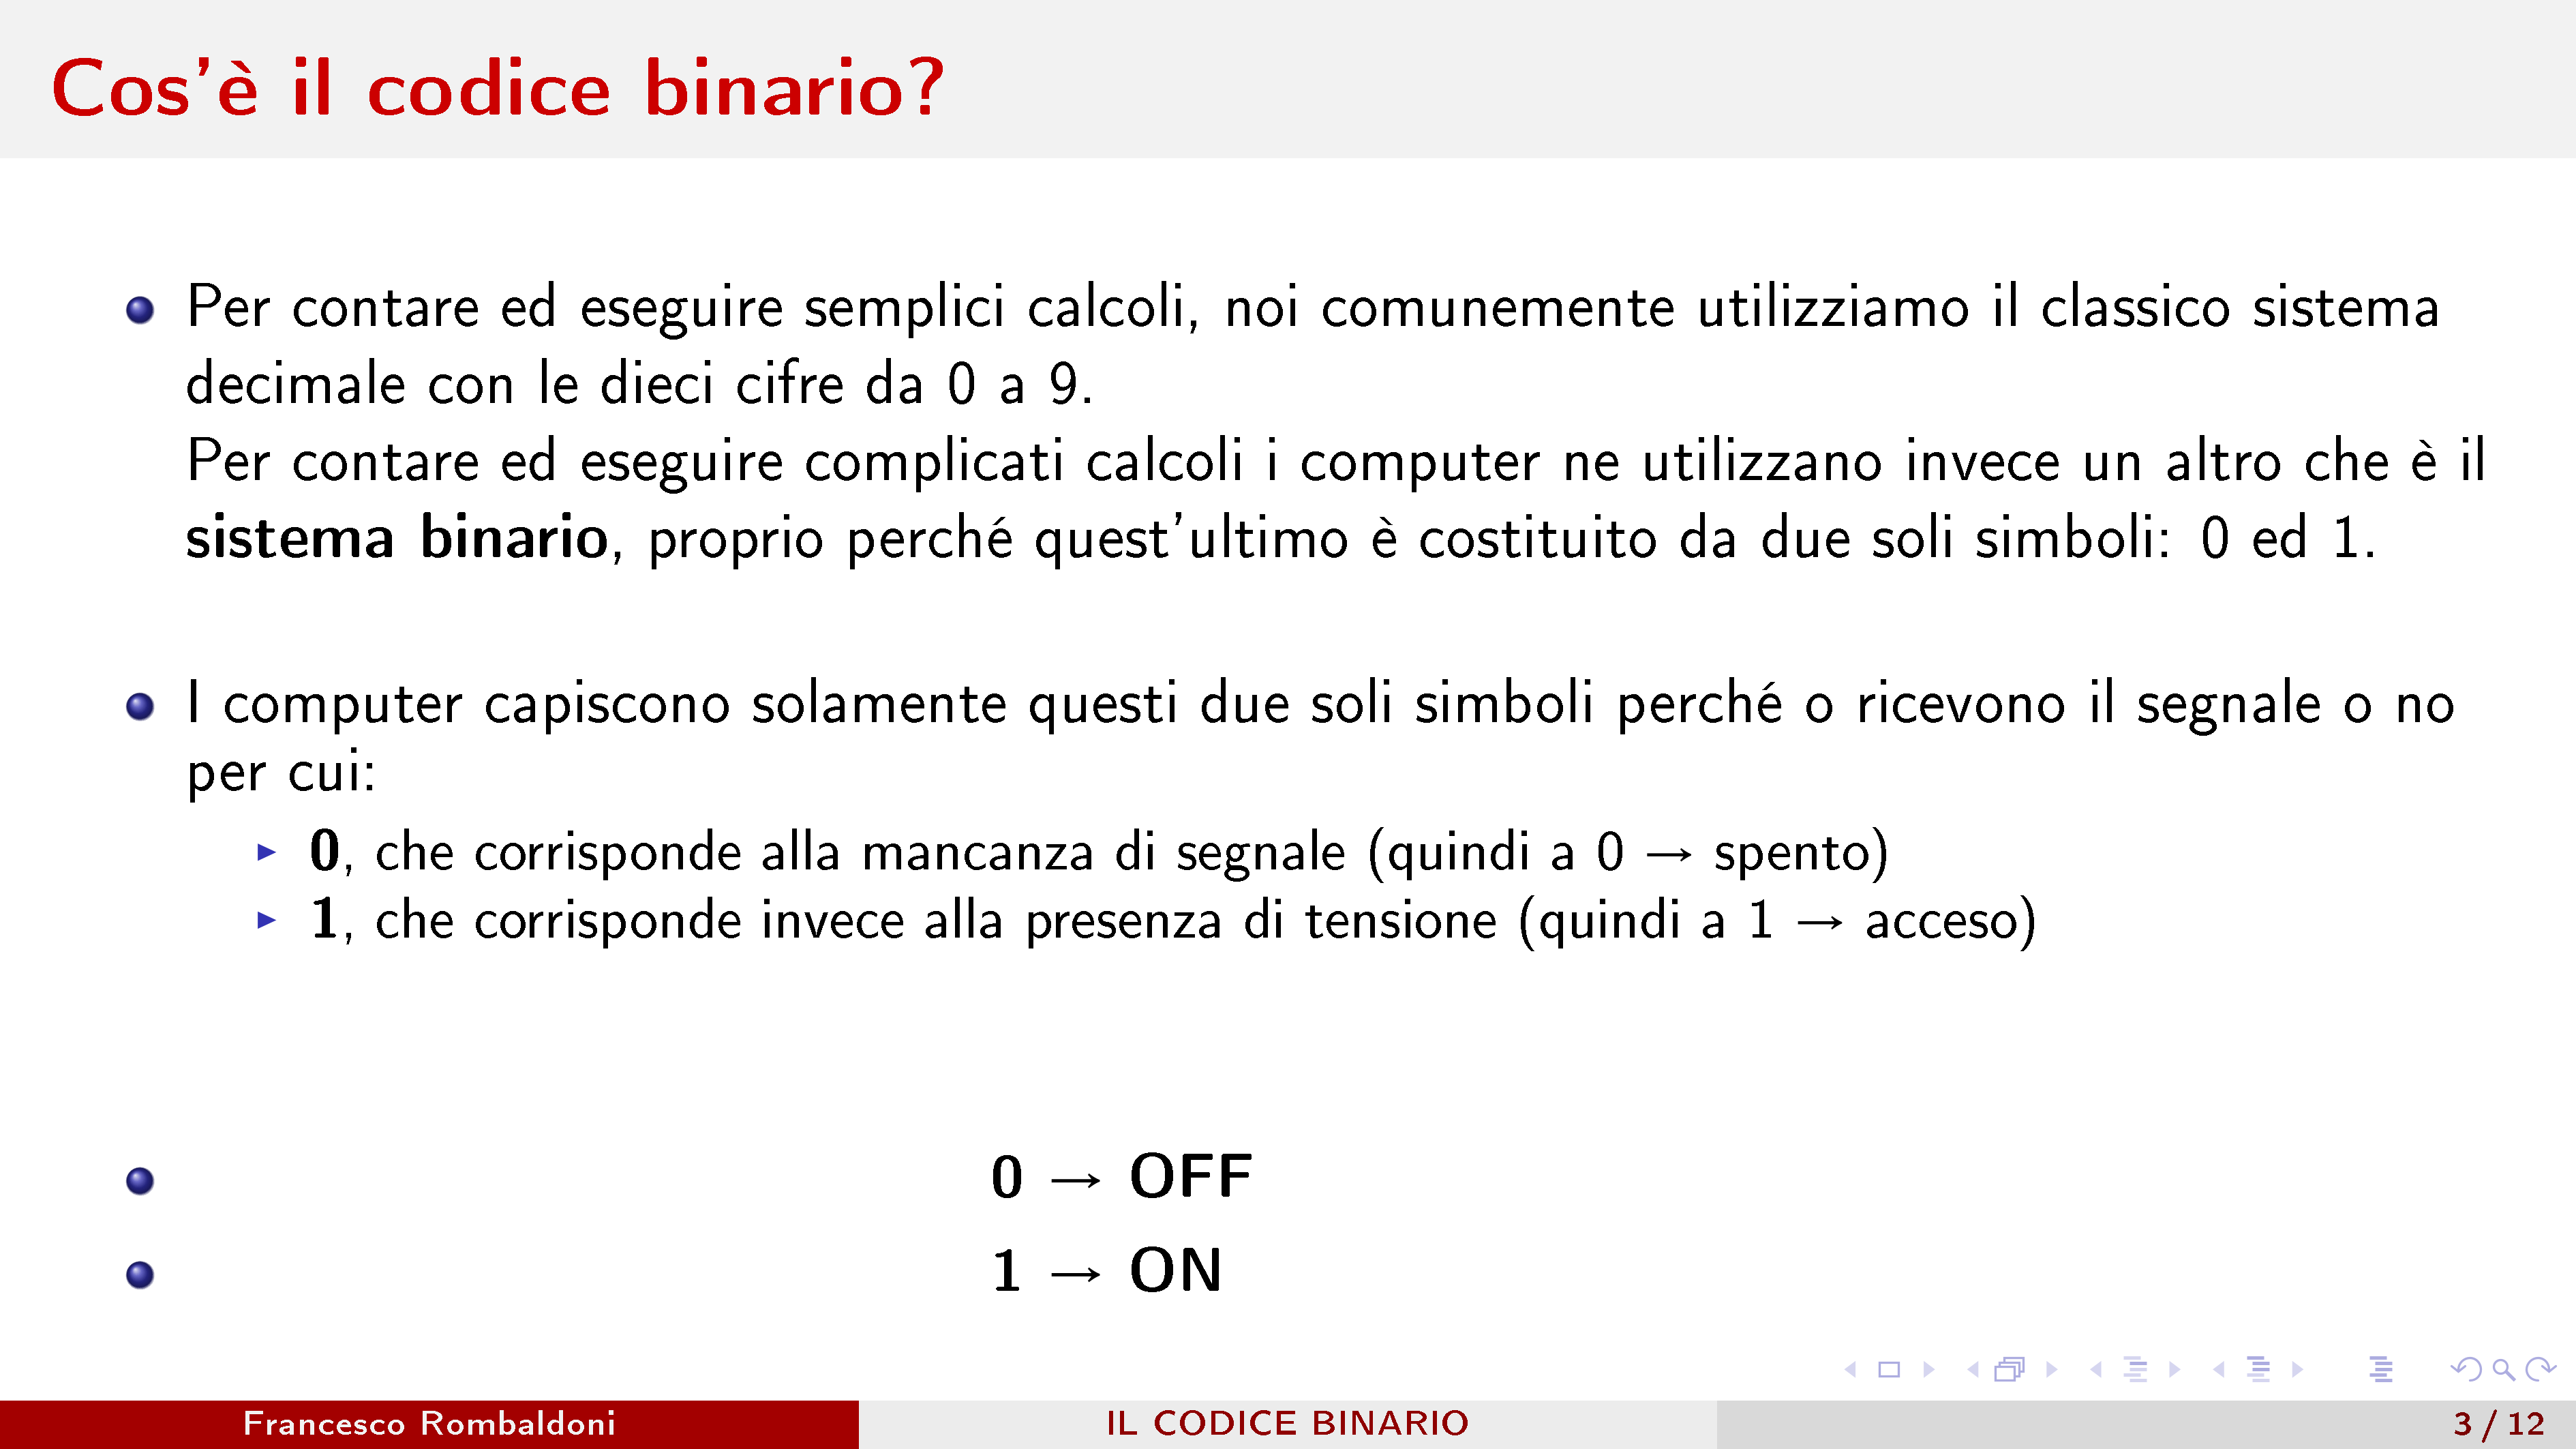 Cos'è il codice binario?
Per contare ed eseguire semplici calcoli, noi comunemente utilizziamo il classico sistema
decimale con le dieci cifre da 0 a 9.
Per contare ed eseguire complicati calcoli i computer ne utilizzano invece un altro che è il
sistema binario, proprio perché quest'ultimo è costituito da due soli simboli: 0 ed 1.
I computer capiscono solamente questi due soli simboli perché o ricevono il segnale o no
per cui:
0, che corrisponde alla mancanza di segnale (quindi a 0 → spento)
1, che corrisponde invece alla presenza di tensione (quindi a 1 → acceso)
0 → OFF
1 → ON
Francesco Rombaldoni IL CODICE BINARIO 3 / 12